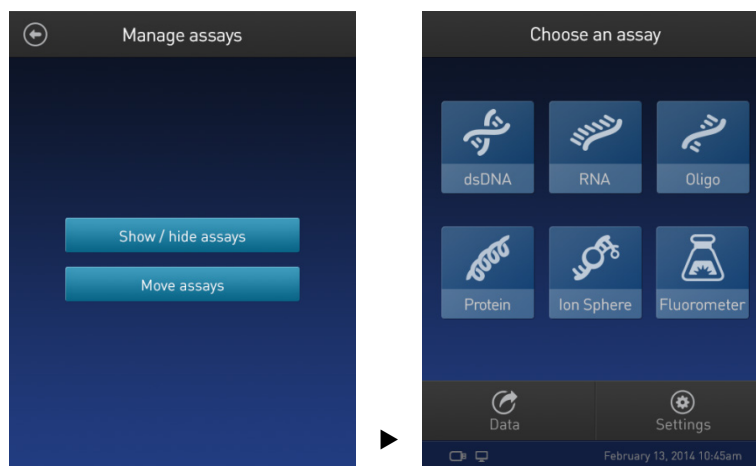 Manage assays
Show / hide assays
Move assays
Choose an assay
dsDNA RNA Oligo
Protein Ion Sphere Fluorometer
Data Settings
February 13, 2014 10:45am